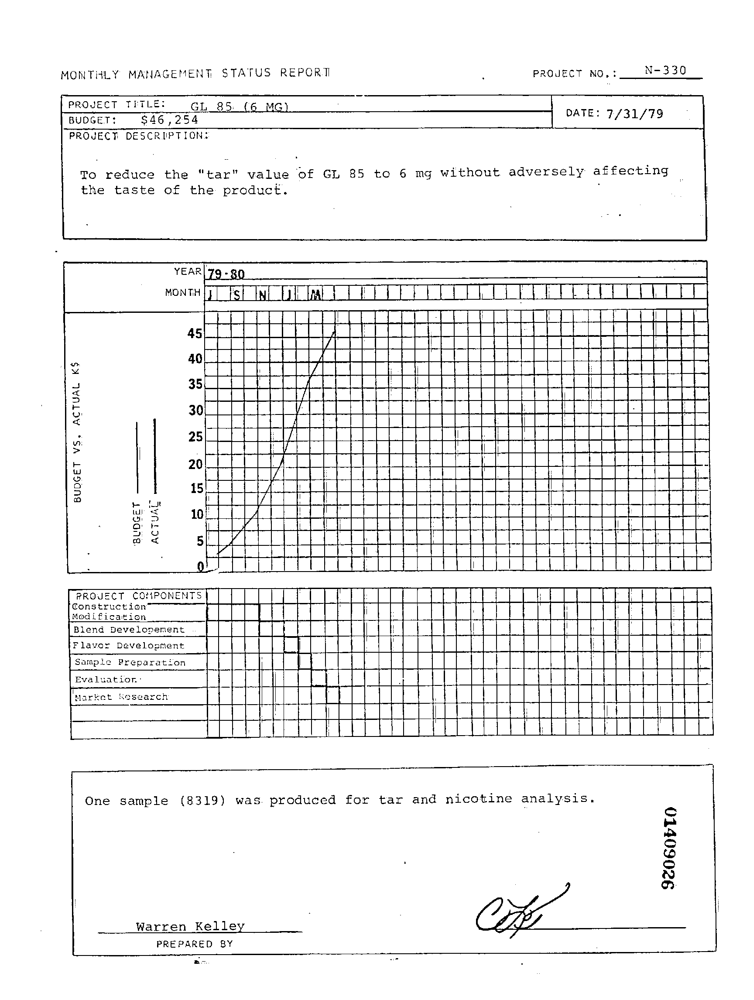 MONTHLY MANAGEMENT STATUS REPORT PROJECT NO.: N-330
PROJECT TITLE: GL 85 (6 MG)
BUDGET: $46,254
DATE: 7/31/79
PROJECT DESCRIPTION:
To reduce the "tar" value of GL 85 to 6 mg without adversely affecting
the taste of the product.
YEAR 79-80
MONTH J S N J M
BUDGET VS. ACTUAL K$
45
40
35
30
25
20
15
10
5
0
BUDGET
ACTUAL
PROJECT COMPONENTS
Construction
Modification
Blend Developement
Flavor Development
Sample Preparation
Evaluation
Market Research
One sample (8319) was produced for tar and nicotine analysis.
01409026
Warren Kelley
PREPARED BY